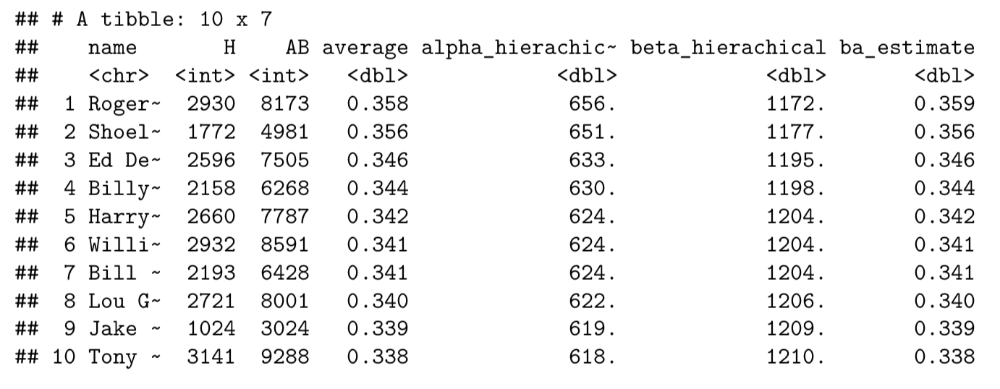 ## # A tibble: 10 x 7
##    name       H    AB average alpha_hierachic~ beta_hierachical ba_estimate
##    <chr>  <int> <int>   <dbl>            <dbl>            <dbl>       <dbl>
##  1 Roger~  2930  8173   0.358             656.            1172.       0.359
##  2 Shoel~  1772  4981   0.356             651.            1177.       0.356
##  3 Ed De~  2596  7505   0.346             633.            1195.       0.346
##  4 Billy~  2158  6268   0.344             630.            1198.       0.344
##  5 Harry~  2660  7787   0.342             624.            1204.       0.342
##  6 Willi~  2932  8591   0.341             624.            1204.       0.341
##  7 Bill ~  2193  6428   0.341             624.            1204.       0.341
##  8 Lou G~  2721  8001   0.340             622.            1206.       0.340
##  9 Jake ~  1024  3024   0.339             619.            1209.       0.339
## 10 Tony ~  3141  9288   0.338             618.            1210.       0.338